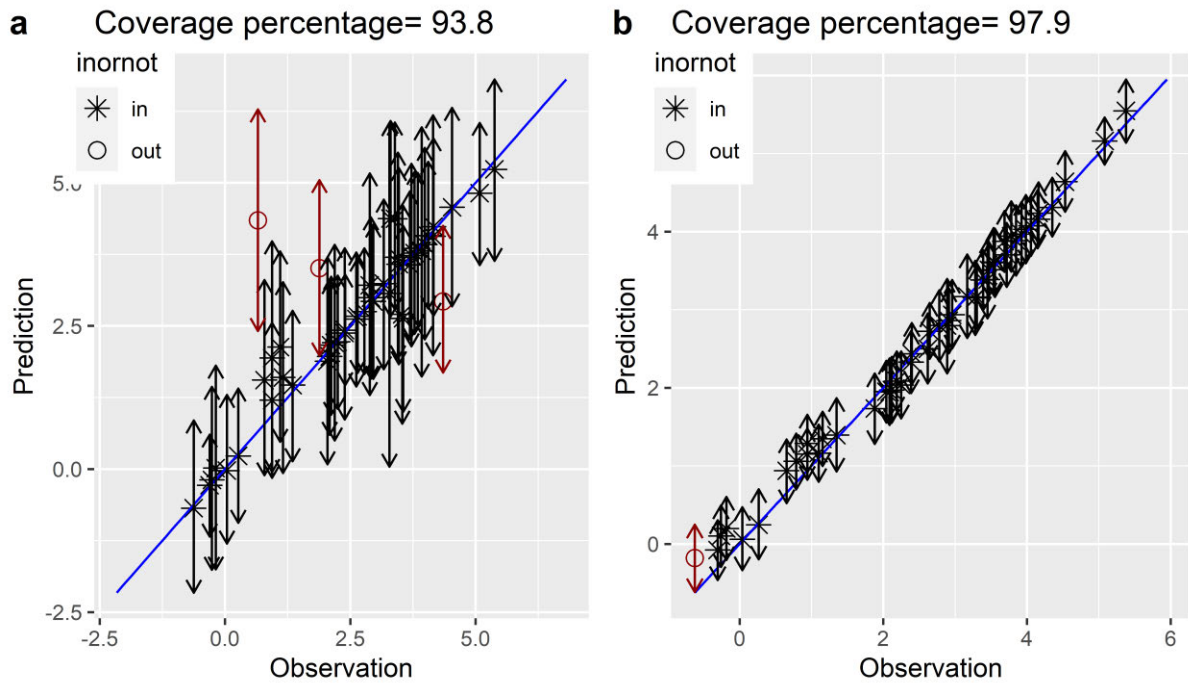 a Coverage percentage= 93.8
inornot
in
out
Prediction
5.0
2.5
0.0
-2.5
-2.5 0.0 2.5 5.0
Observation
b Coverage percentage= 97.9
inornot
in
out
Prediction
4
2
0
0 2 4 6
Observation